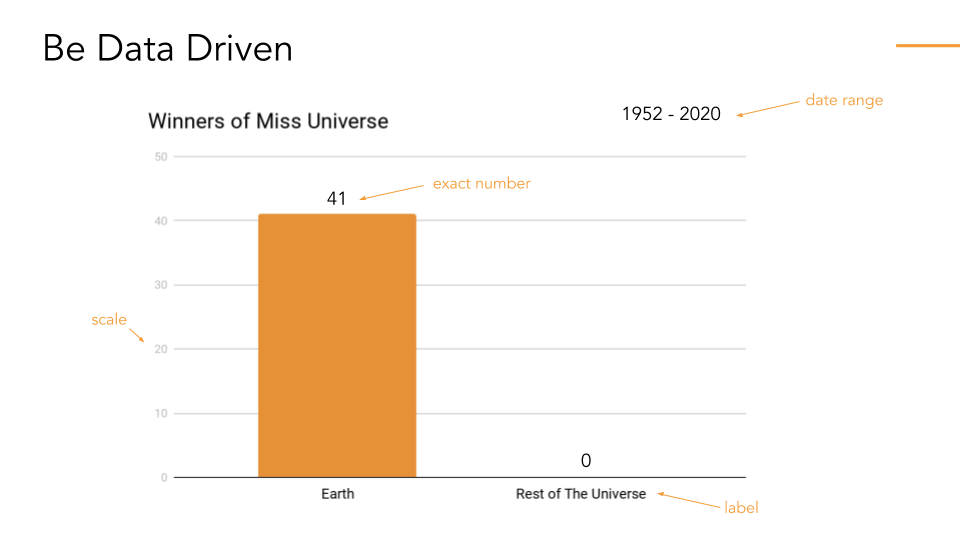 Be Data Driven
Winners of Miss Universe
1952 - 2020
date range
50
exact number
41
40
30
scale
20
10
0
0
Earth
Rest of The Universe
label